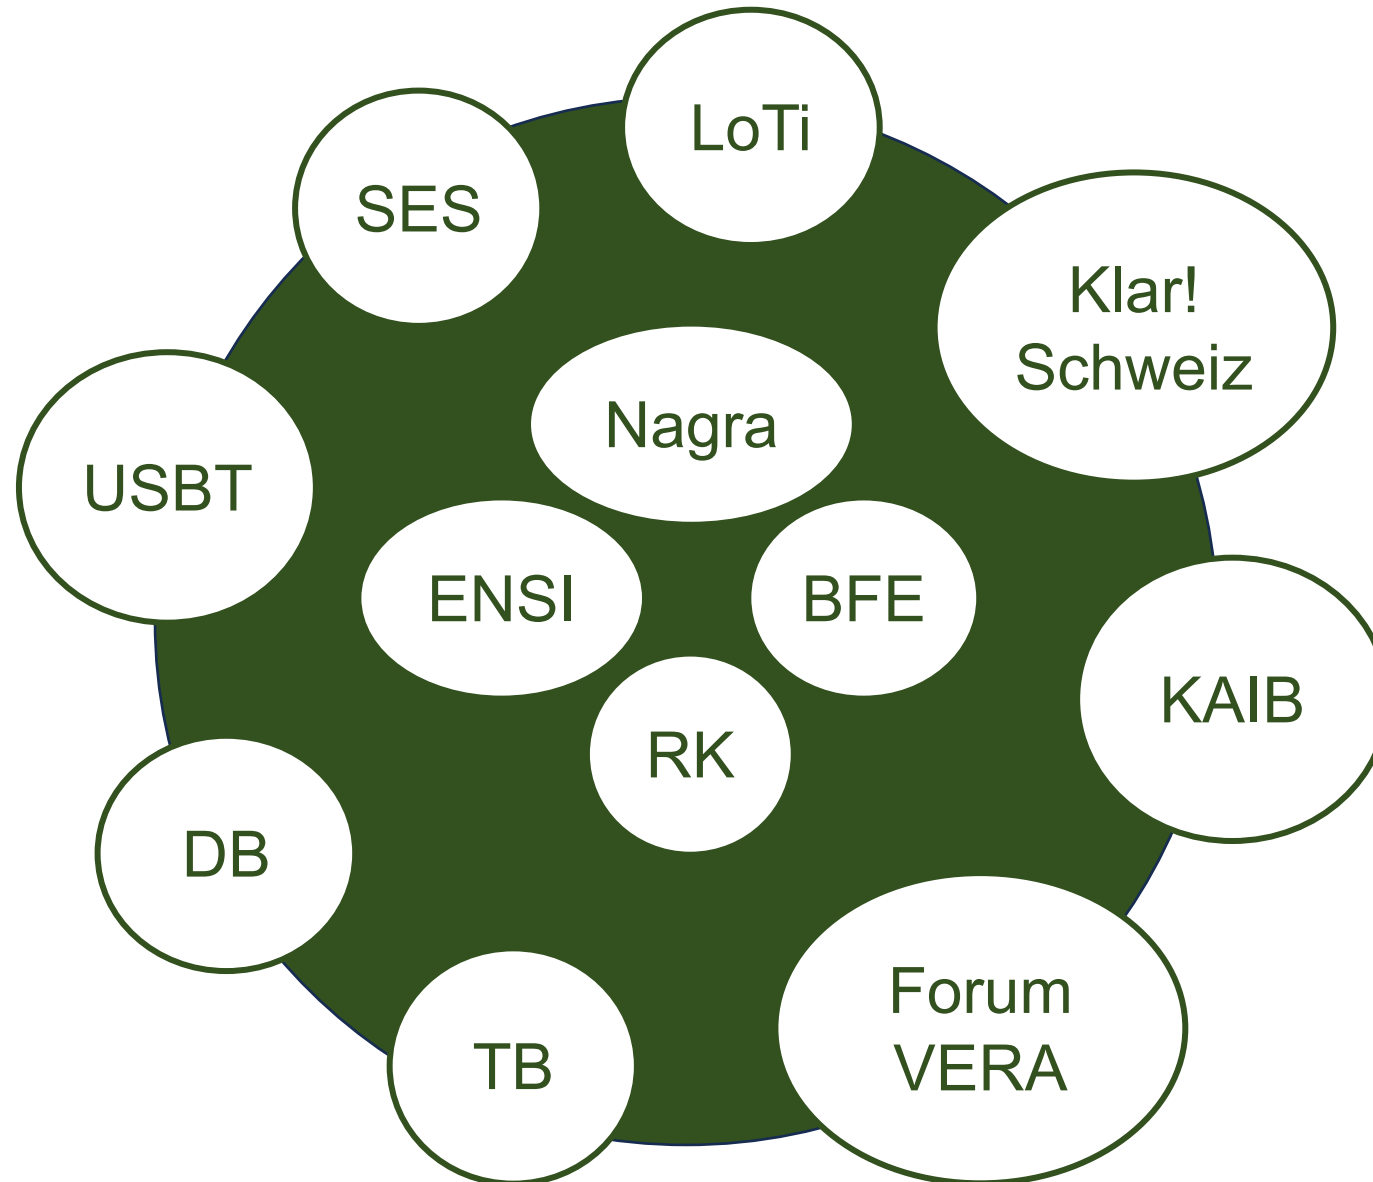 LoTi
SES
Klar!
Schweiz
Nagra
USBT
ENSI
BFE
KAIB
RK
DB
Forum
VERA
TB